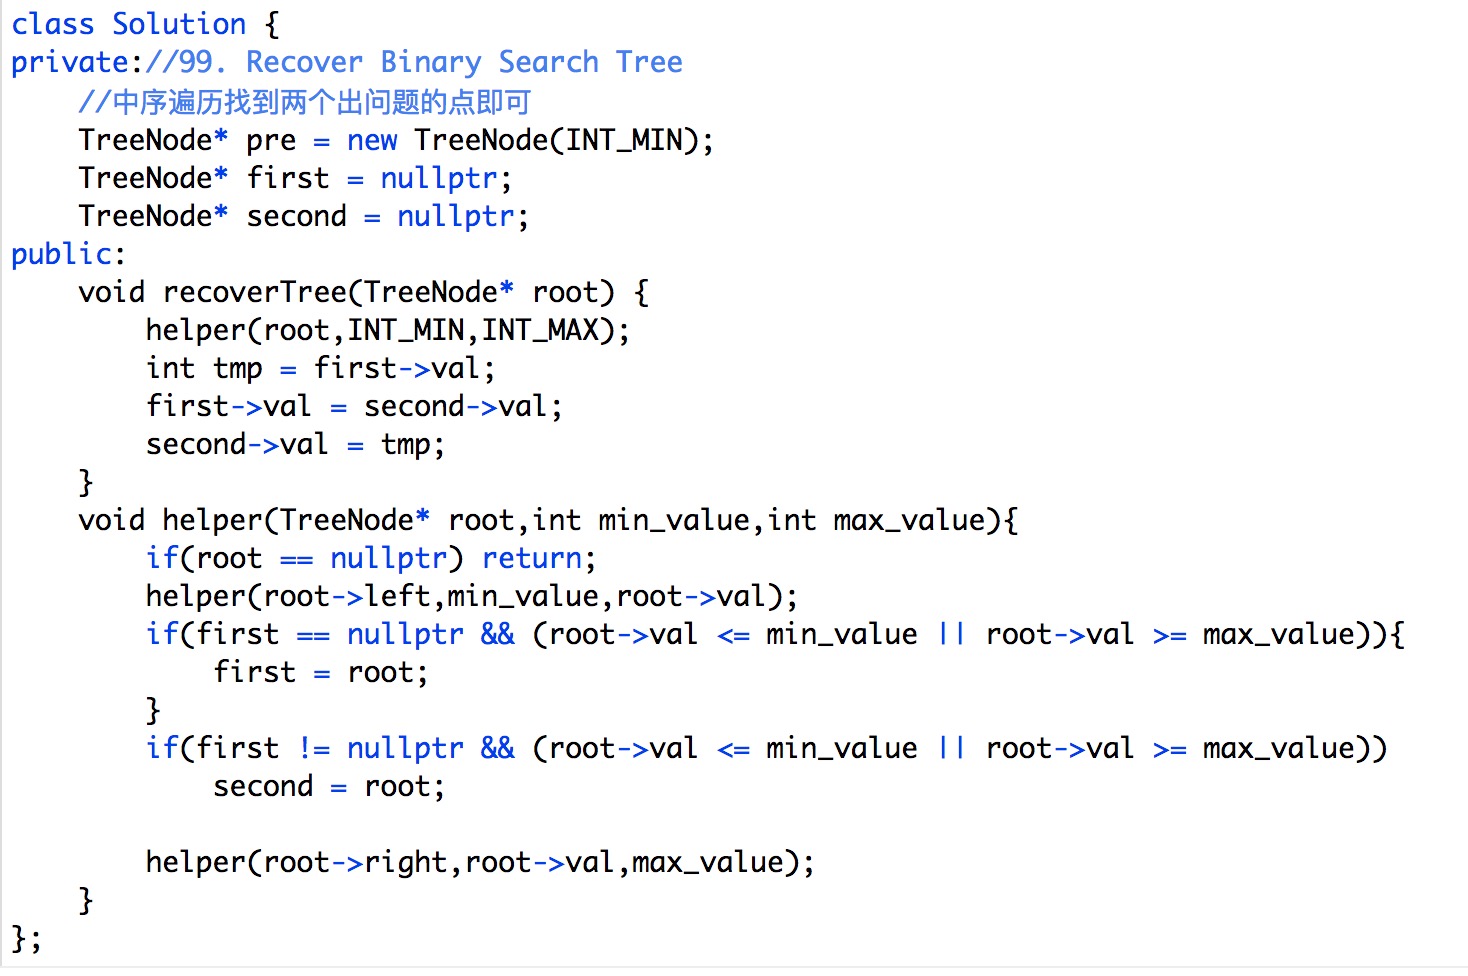 class Solution {
private://99. Recover Binary Search Tree
    //中序遍历找到两个出问题的点即可
    TreeNode* pre = new TreeNode(INT_MIN);
    TreeNode* first = nullptr;
    TreeNode* second = nullptr;
public:
    void recoverTree(TreeNode* root) {
        helper(root,INT_MIN,INT_MAX);
        int tmp = first->val;
        first->val = second->val;
        second->val = tmp;
    }
    void helper(TreeNode* root,int min_value,int max_value){
        if(root == nullptr) return;
        helper(root->left,min_value,root->val);
        if(first == nullptr && (root->val <= min_value || root->val >= max_value)){
            first = root;
        }
        if(first != nullptr && (root->val <= min_value || root->val >= max_value))
            second = root;

        helper(root->right,root->val,max_value);
    }
};